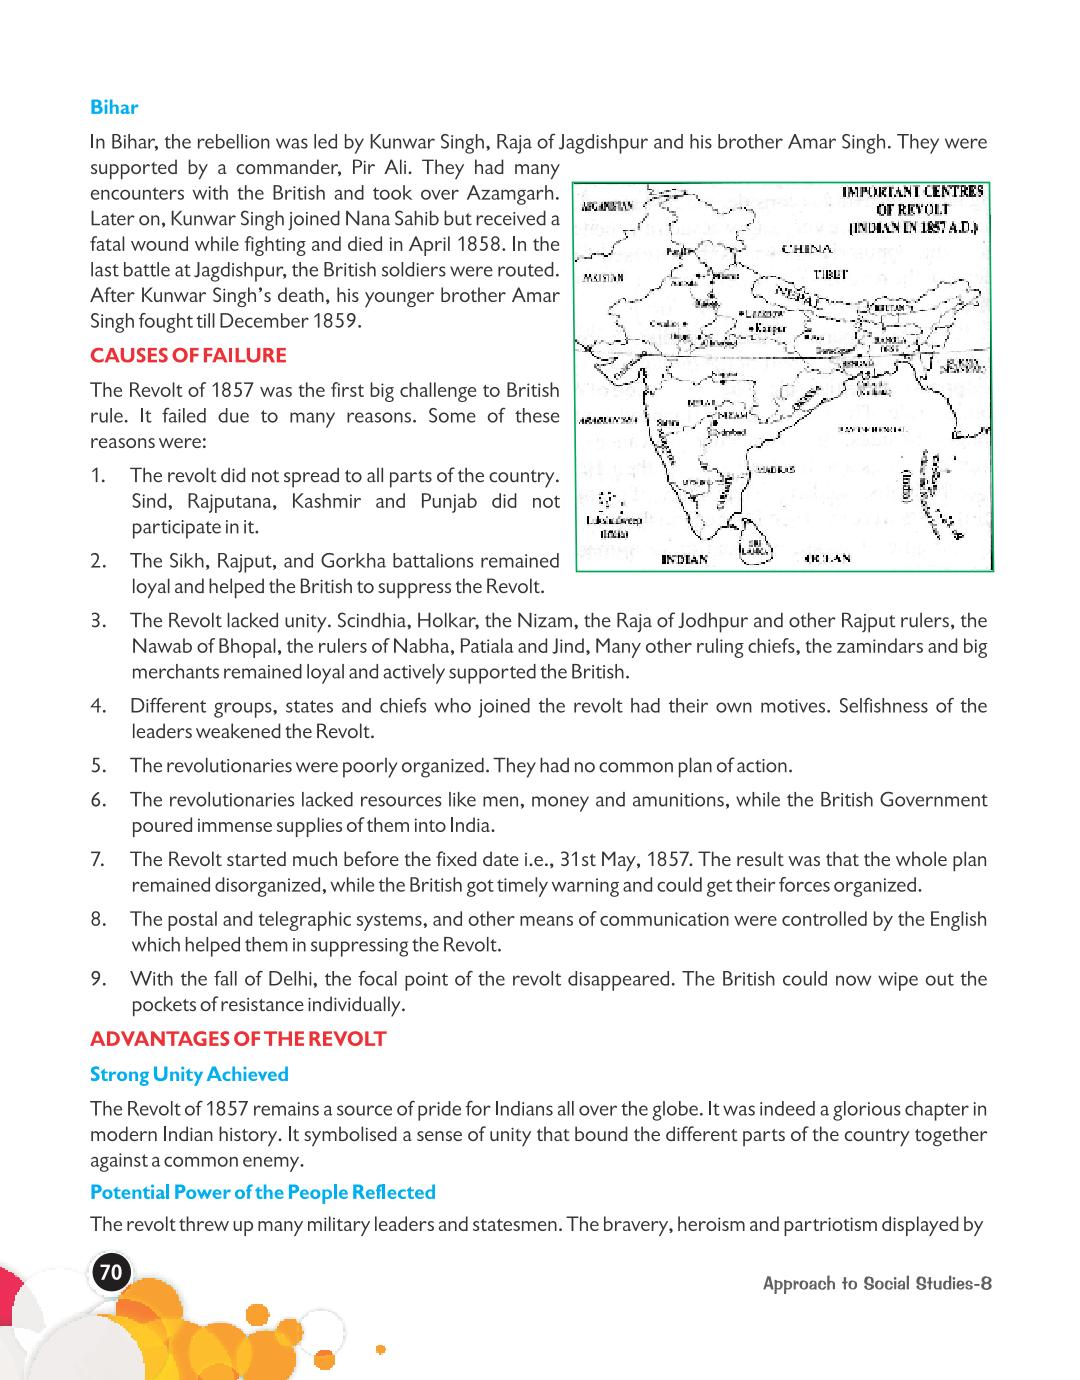 Bihar
In Bihar, the rebellion was led by Kunwar Singh, Raja of Jagdishpur and his brother Amar Singh. They were
supported by a commander, Pir Ali. They had many
encounters with the British and took over Azamgarh.
Later on, Kunwar Singh joined Nana Sahib but received a
fatal wound while fighting and died in April 1858. In the
last battle at Jagdishpur, the British soldiers were routed.
After Kunwar Singh's death, his younger brother Amar
Singh fought till December 1859.
IMPORTANT CENTRES
OF REVOLT
(INDIAN IN 1857 A.D.)
AFGANISTAN
CHINA
TIBET
NEPAL
Lucknow
Kanpur
BHUTAN
BANGLA
DESH
NIZAM
BAY OF BENGAL
MADRAS
Lakshadweep
(India)
(India)
SRI
LANKA
INDIAN
OCEAN
CAUSES OF FAILURE
The Revolt of 1857 was the first big challenge to British
rule. It failed due to many reasons. Some of these
reasons were:
1. The revolt did not spread to all parts of the country.
Sind, Rajputana, Kashmir and Punjab did not
participate in it.
2. The Sikh, Rajput, and Gorkha battalions remained
loyal and helped the British to suppress the Revolt.
3. The Revolt lacked unity. Scindhia, Holkar, the Nizam, the Raja of Jodhpur and other Rajput rulers, the
Nawab of Bhopal, the rulers of Nabha, Patiala and Jind, Many other ruling chiefs, the zamindars and big
merchants remained loyal and actively supported the British.
4. Different groups, states and chiefs who joined the revolt had their own motives. Selfishness of the
leaders weakened the Revolt.
5. The revolutionaries were poorly organized. They had no common plan of action.
6. The revolutionaries lacked resources like men, money and amunitions, while the British Government
poured immense supplies of them into India.
7. The Revolt started much before the fixed date i.e., 31st May, 1857. The result was that the whole plan
remained disorganized, while the British got timely warning and could get their forces organized.
8. The postal and telegraphic systems, and other means of communication were controlled by the English
which helped them in suppressing the Revolt.
9. With the fall of Delhi, the focal point of the revolt disappeared. The British could now wipe out the
pockets of resistance individually.
ADVANTAGES OF THE REVOLT
Strong Unity Achieved
The Revolt of 1857 remains a source of pride for Indians all over the globe. It was indeed a glorious chapter in
modern Indian history. It symbolised a sense of unity that bound the different parts of the country together
against a common enemy.
Potential Power of the People Reflected
The revolt threw up many military leaders and statesmen. The bravery, heroism and partriotism displayed by
70
Approach to Social Studies-8